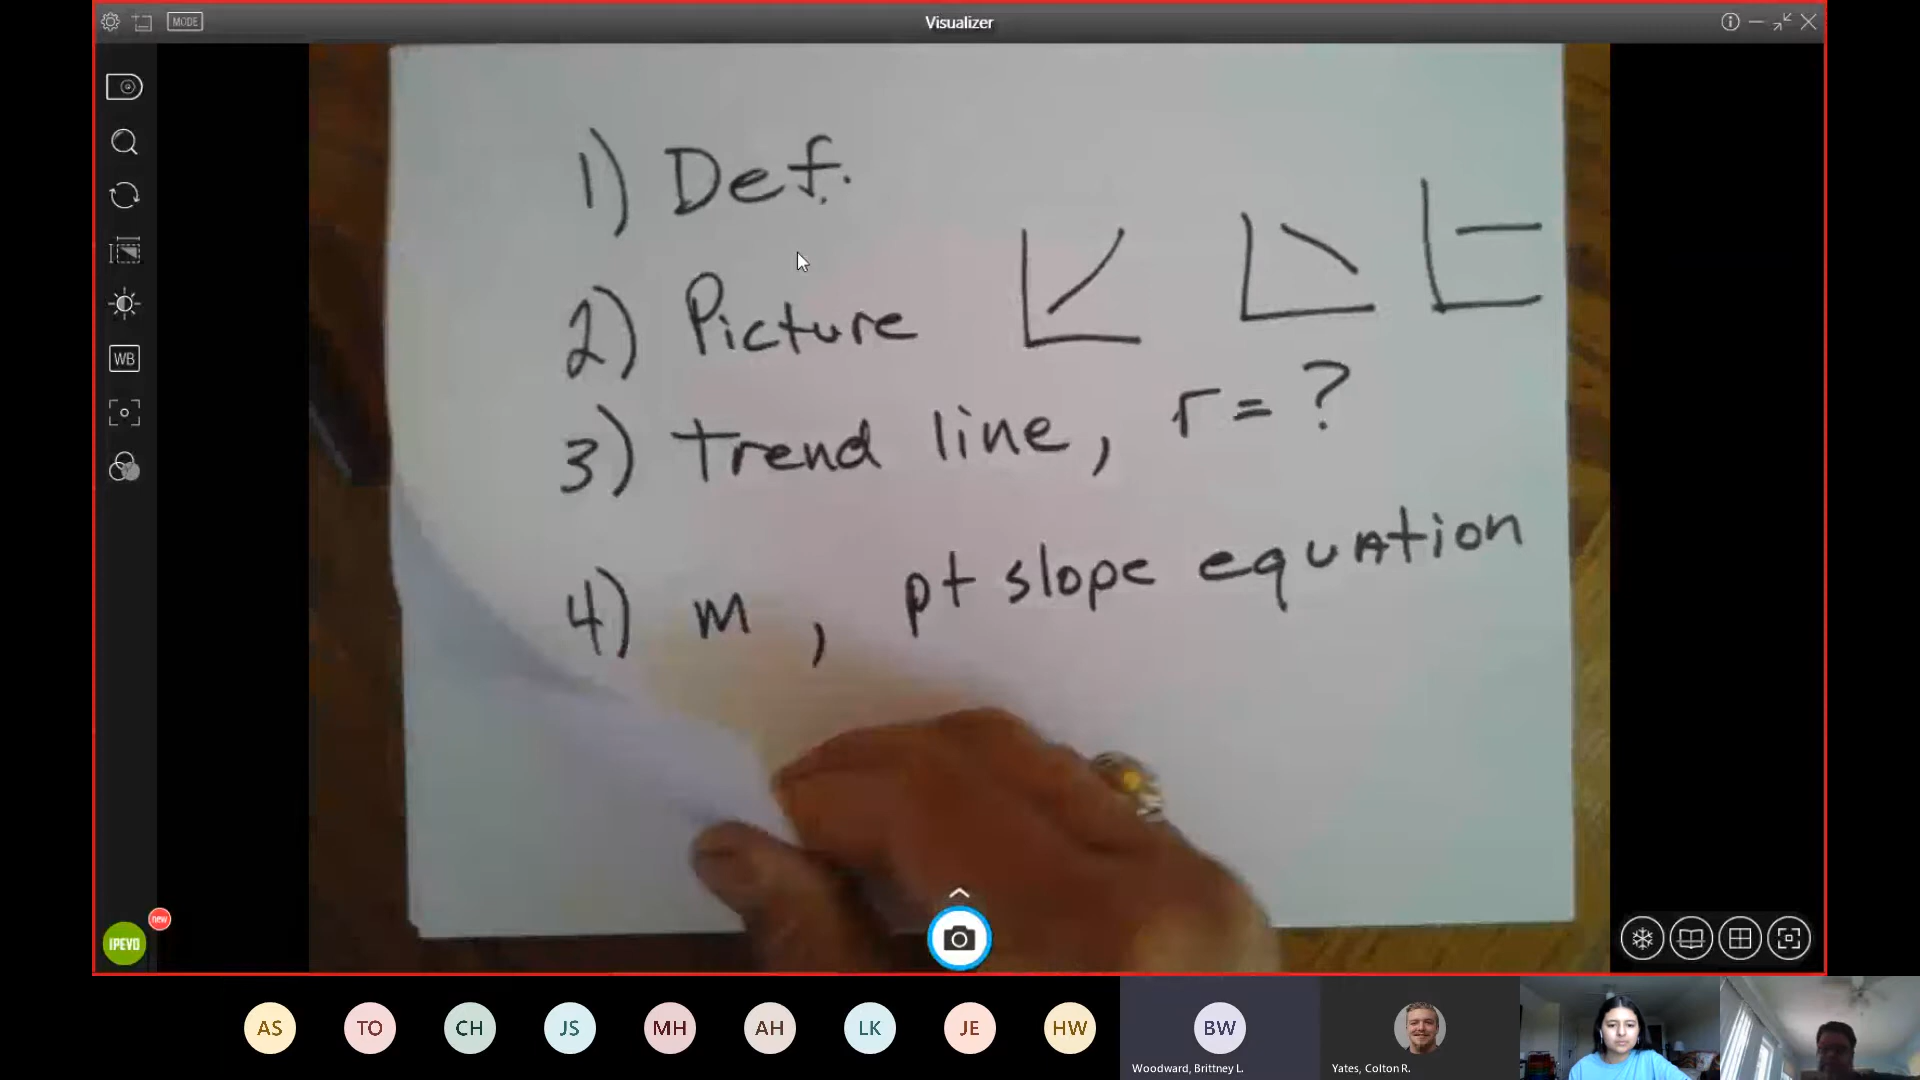 MODE
Visualizer
1) Def.
2) Picture
3) Trend line, r = ?
4) m, pt slope equation
WB
new
IPEVO
AS TO CH JS MH AH LK JE HW BW
Woodward, Brittney L.
Yates, Colton R.